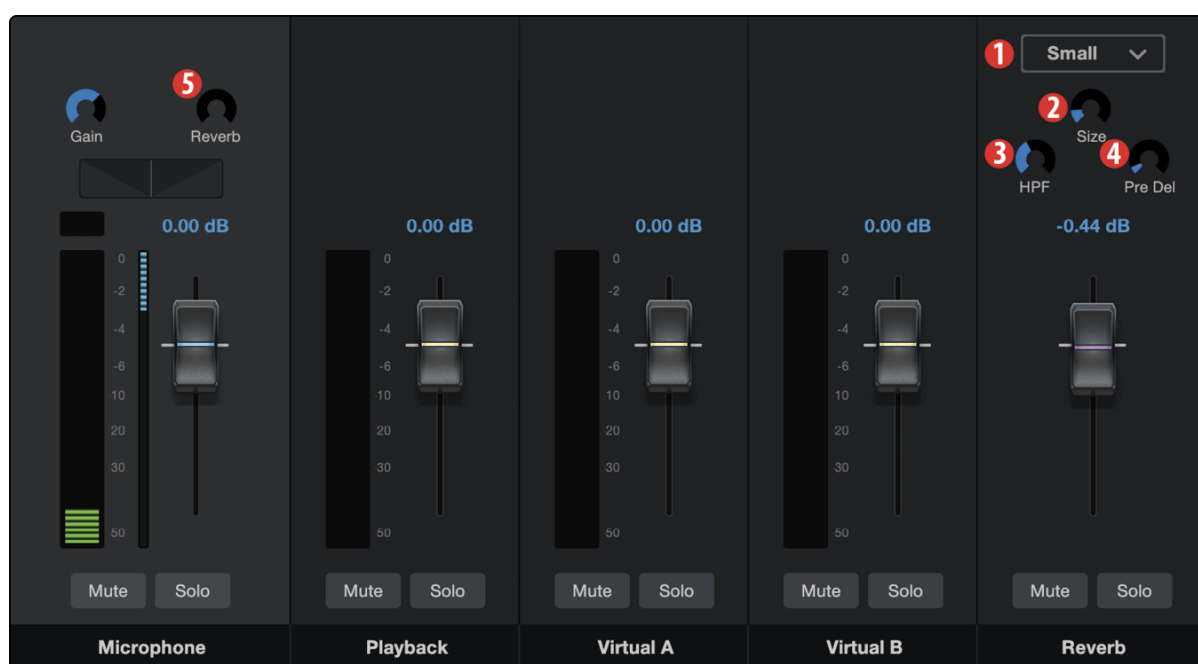 1 Small
5
2
Gain Reverb Size
3 4
HPF Pre Del
0.00 dB 0.00 dB 0.00 dB 0.00 dB -0.44 dB
0 0 0 0
-2 -2 -2 -2
-4 -4 -4 -4
-6 -6 -6 -6
10 10 10 10
20 20 20 20
30 30 30 30
50 50 50 50
Mute Solo Mute Solo Mute Solo Mute Solo Mute Solo
Microphone Playback Virtual A Virtual B Reverb